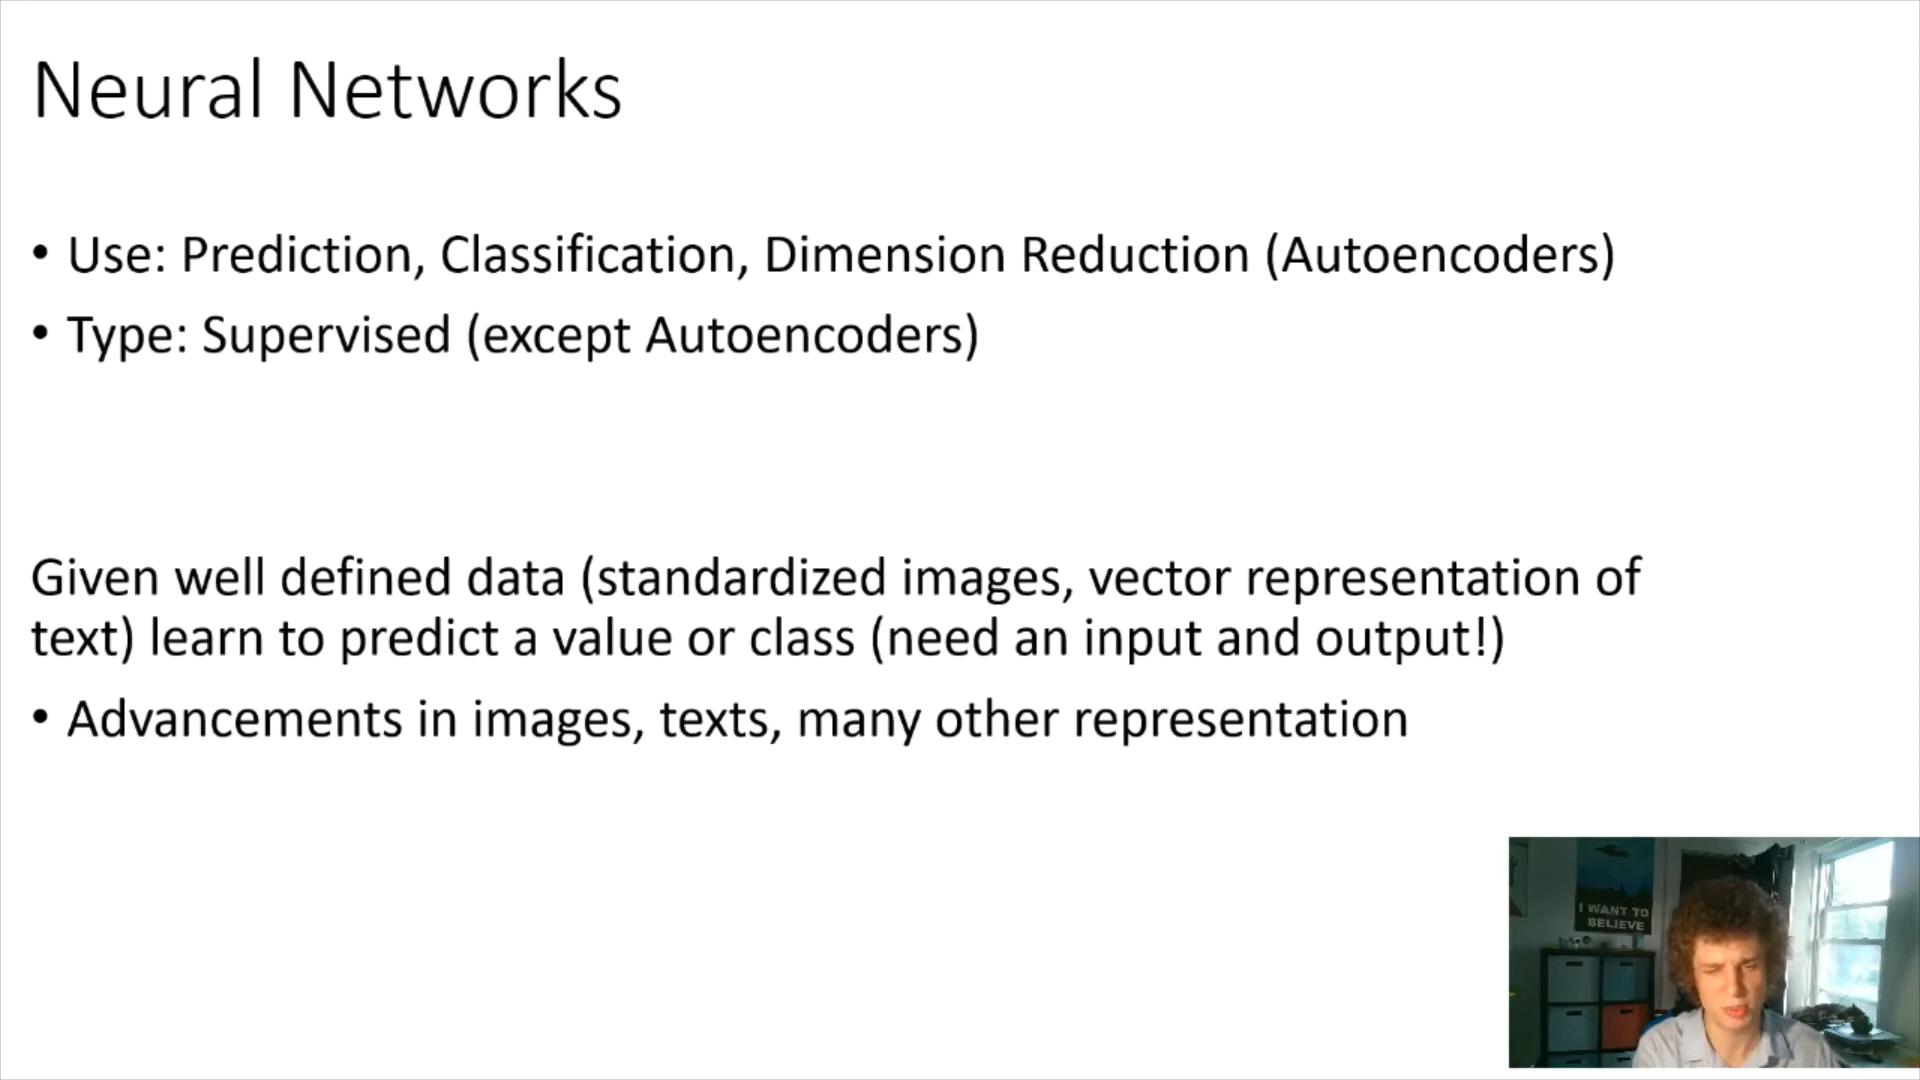 Neural Networks
• Use: Prediction, Classification, Dimension Reduction (Autoencoders)
• Type: Supervised (except Autoencoders)
Given well defined data (standardized images, vector representation of
text) learn to predict a value or class (need an input and output!)
• Advancements in images, texts, many other representation
I WANT TO
BELIEVE